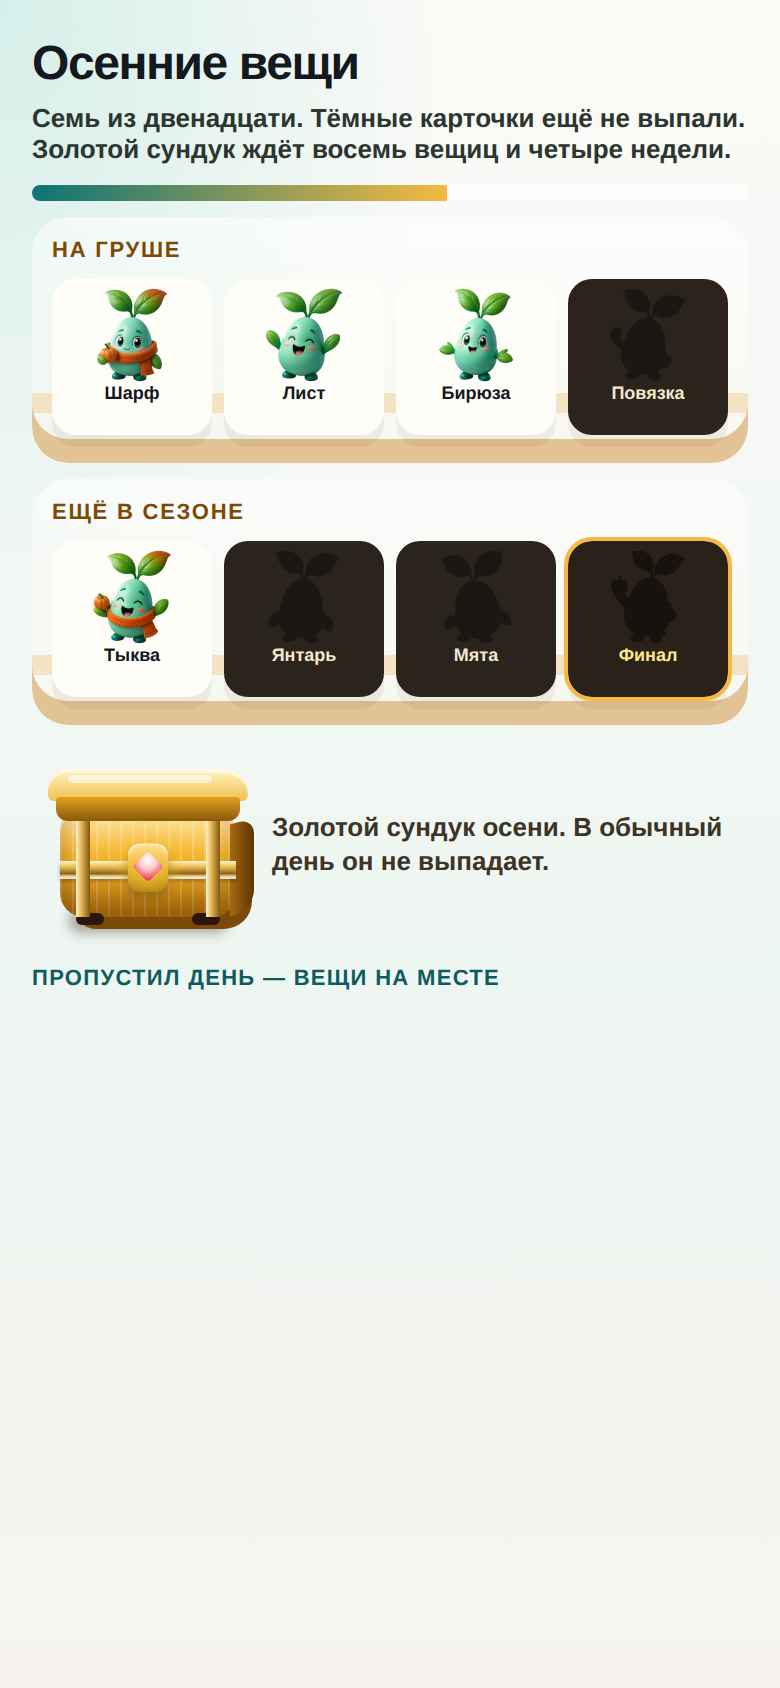 Осенние вещи
Семь из двенадцати. Тёмные карточки ещё не выпали.
Золотой сундук ждёт восемь вещиц и четыре недели.
НА ГРУШЕ
Шарф
Лист
Бирюза
Повязка
ЕЩЁ В СЕЗОНЕ
Тыква
Янтарь
Мята
Финал
Золотой сундук осени. В обычный
день он не выпадает.
ПРОПУСТИЛ ДЕНЬ — ВЕЩИ НА МЕСТЕ